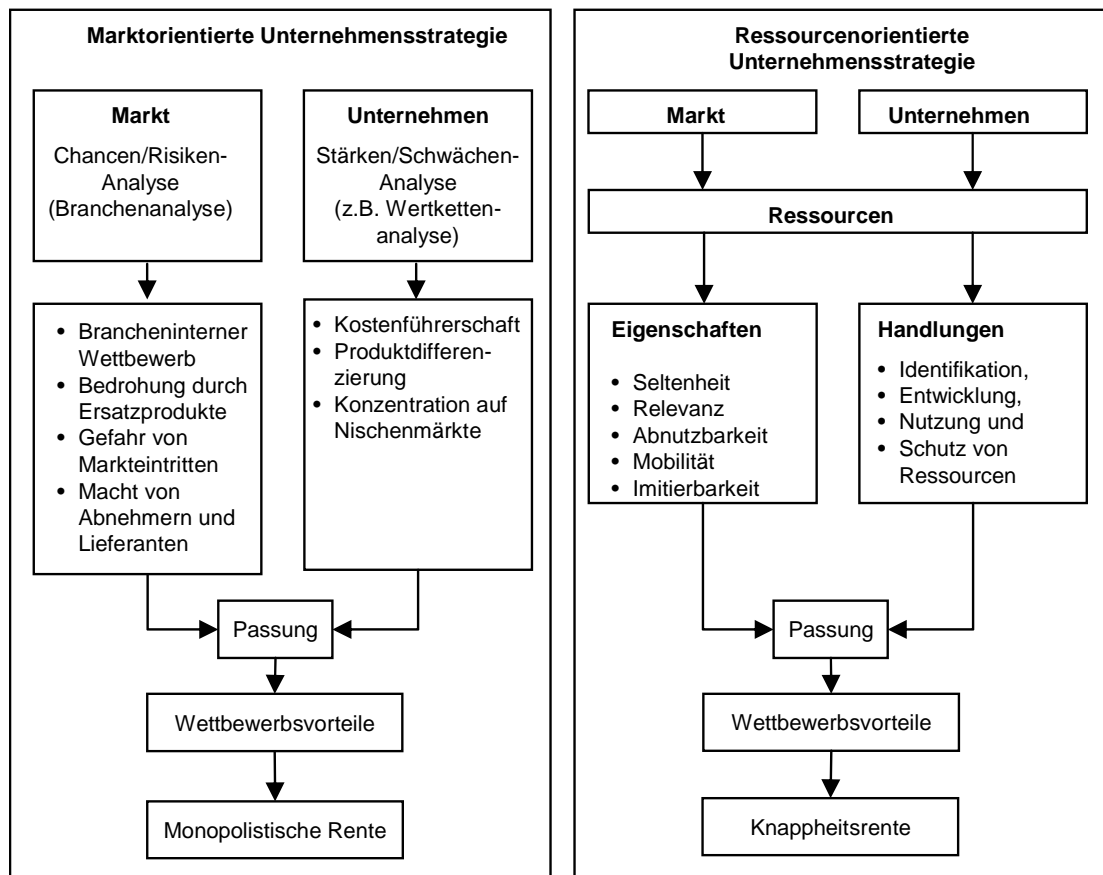 Marktorientierte Unternehmensstrategie
Markt
Chancen/Risiken-
Analyse
(Branchenanalyse)
Unternehmen
Stärken/Schwächen-
Analyse
(z.B. Wertketten-
analyse)
• Brancheninterner
Wettbewerb
• Bedrohung durch
Ersatzprodukte
• Gefahr von
Markteintritten
• Macht von
Abnehmern und
Lieferanten
• Kostenführerschaft
• Produktdifferen-
zierung
• Konzentration auf
Nischenmärkte
Passung
Wettbewerbsvorteile
Monopolistische Rente
Ressourcenorientierte
Unternehmensstrategie
Markt
Unternehmen
Ressourcen
Eigenschaften
• Seltenheit
• Relevanz
• Abnutzbarkeit
• Mobilität
• Imitierbarkeit
Handlungen
• Identifikation,
• Entwicklung,
• Nutzung und
• Schutz von
Ressourcen
Passung
Wettbewerbsvorteile
Knappheitsrente